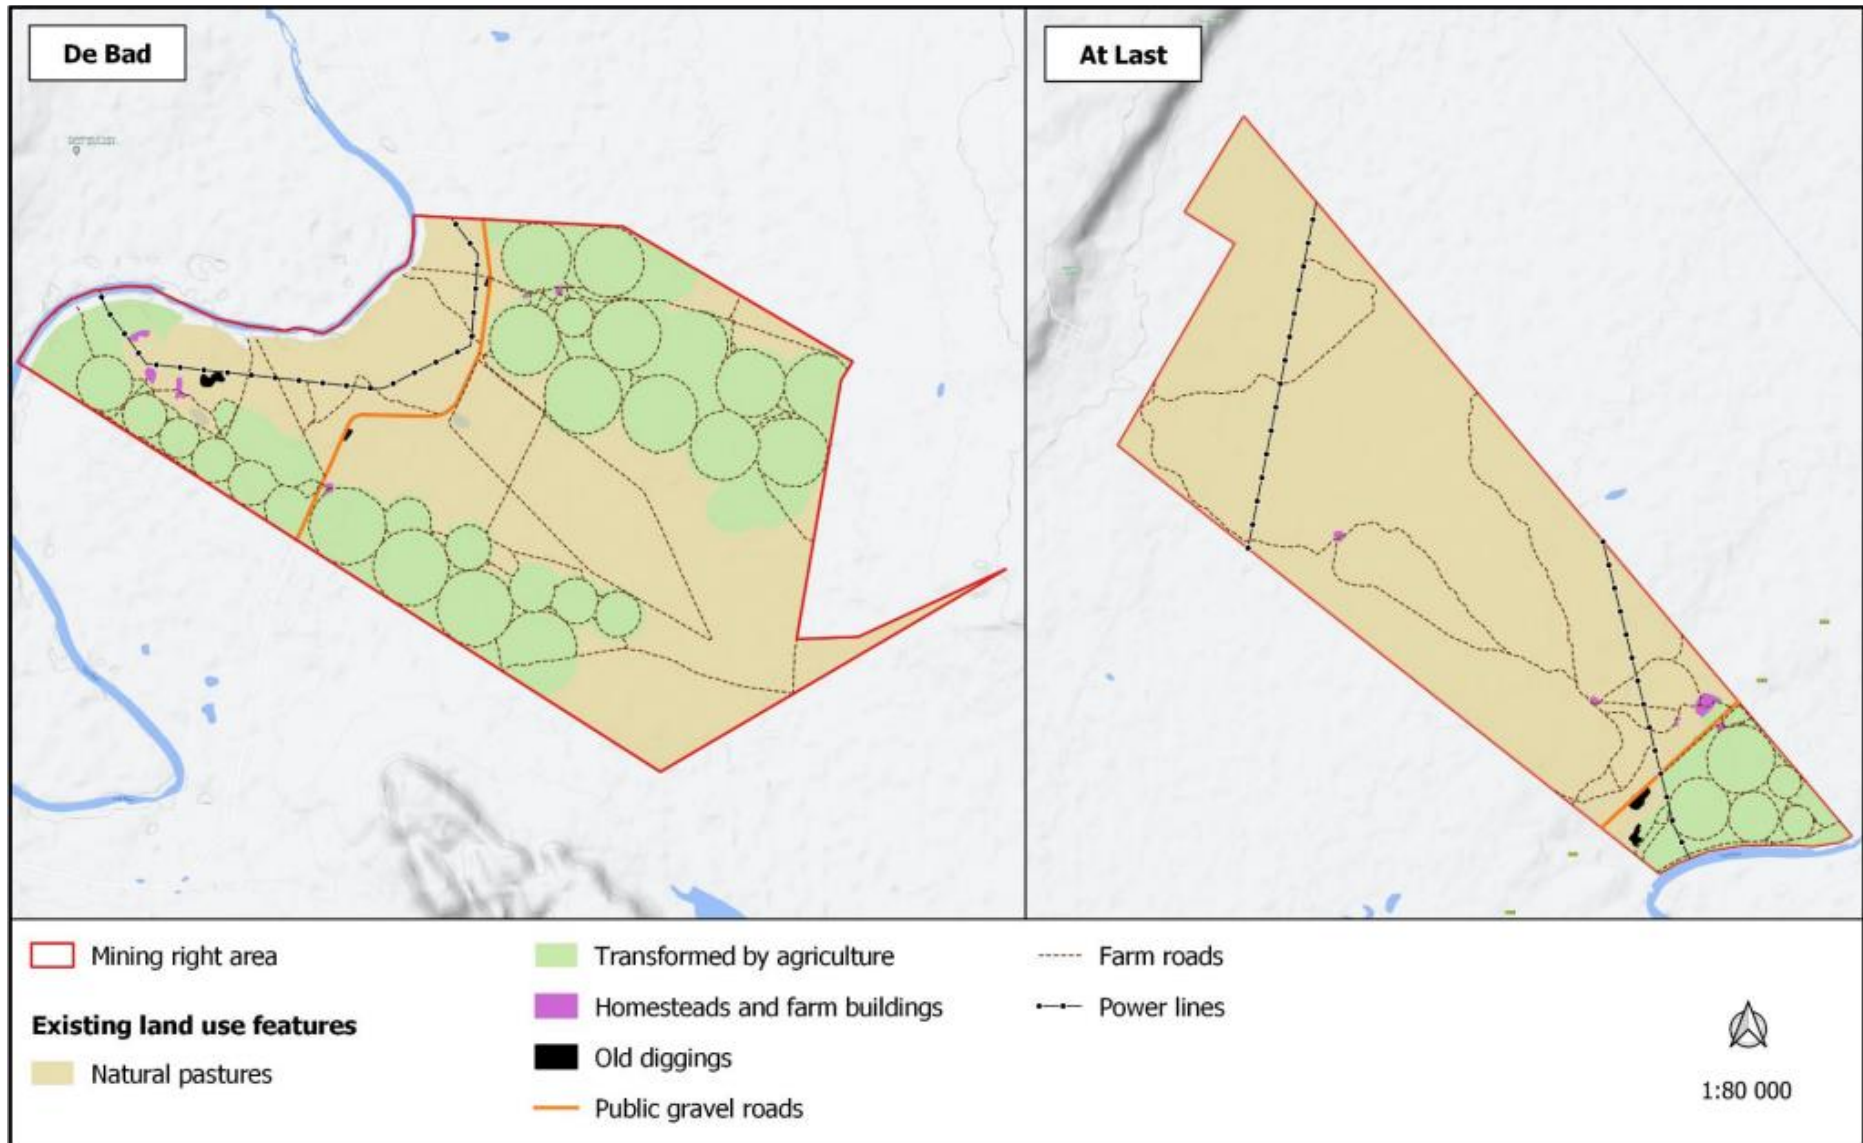 De Bad
At Last
Mining right area
Existing land use features
Natural pastures
Transformed by agriculture
Homesteads and farm buildings
Old diggings
Public gravel roads
Farm roads
Power lines
1:80 000